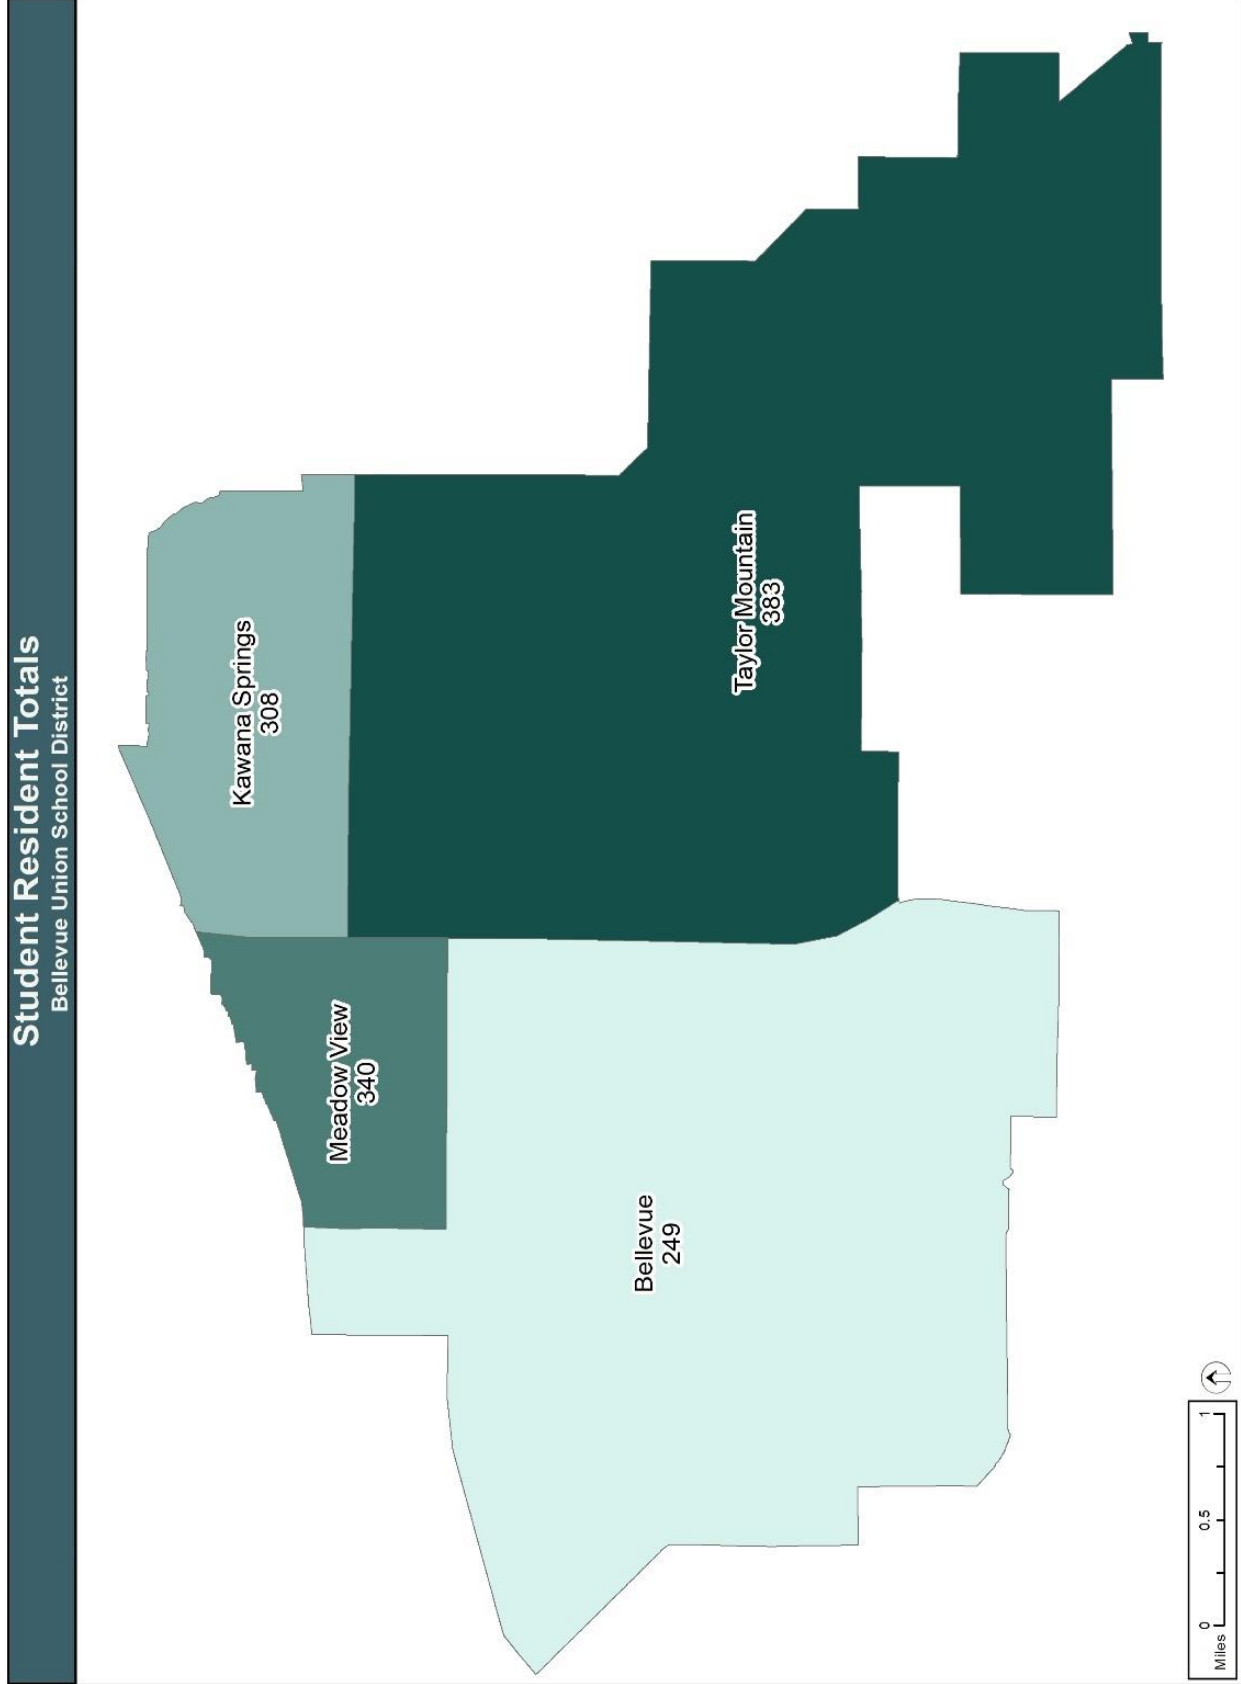 Student Resident Totals
Bellevue Union School District
Kawana Springs
308
Meadow View
340
Taylor Mountain
383
Bellevue
249
Miles
0
0.5
1